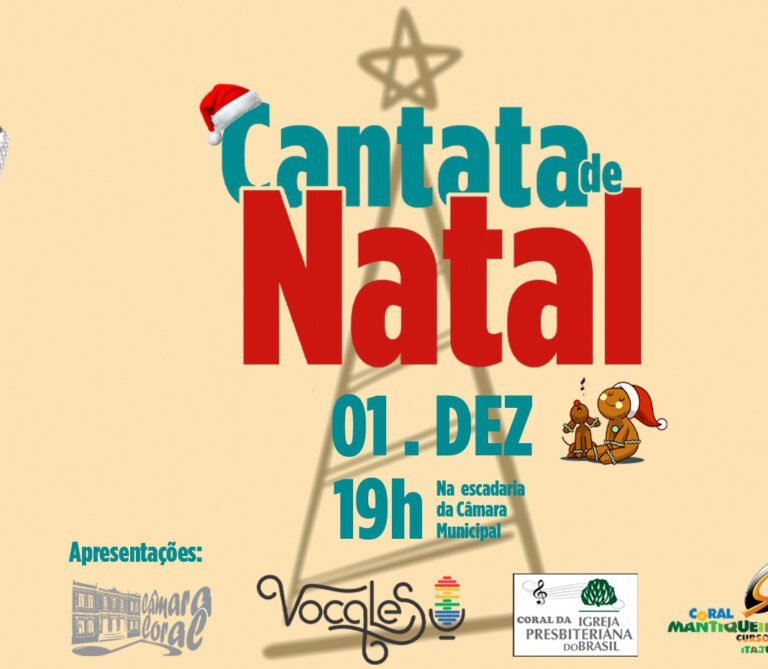 Cantata de
Natal
01 . DEZ
19h
Na escadaria
da Câmara
Municipal
Apresentações:
câmara
coral
Vocales
CORAL DA IGREJA
PRESBITERIANA
DO BRASIL
CORAL
CURSO